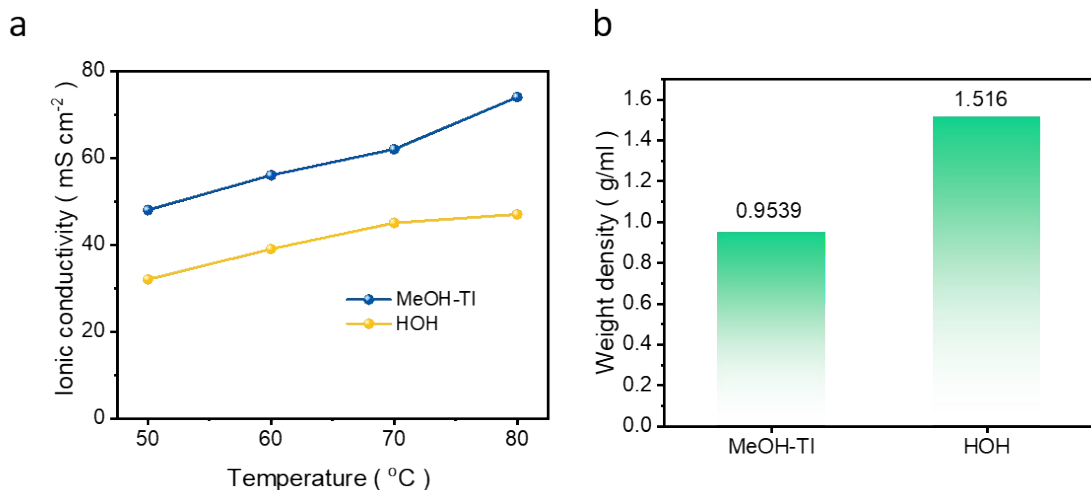 a
80
60
40
20
0
50 60 70 80
Ionic conductivity ( mS cm⁻² )
Temperature ( °C )
MeOH-TI
HOH
b
1.6
1.4
1.2
1.0
0.8
0.6
0.4
0.2
0.0
Weight density ( g/ml )
0.9539
1.516
MeOH-TI HOH